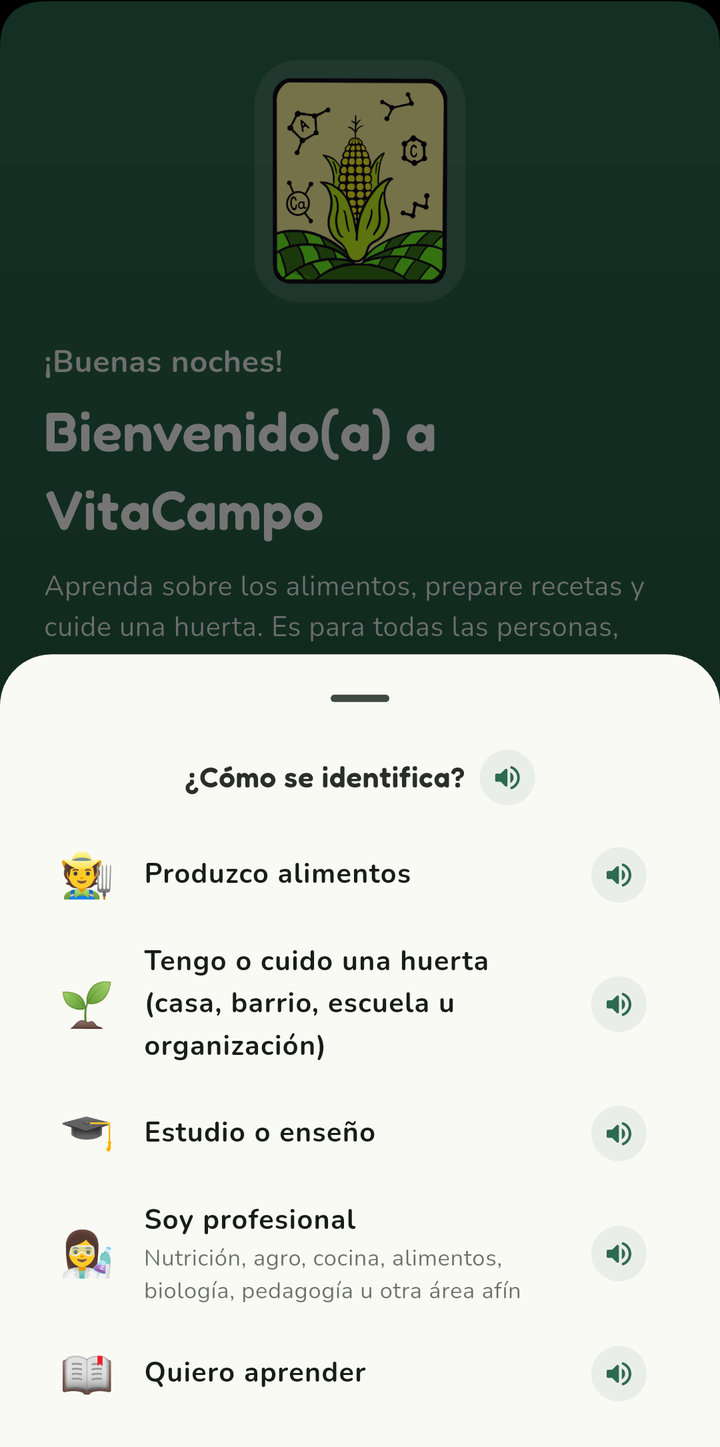 A
C
Ca
¡Buenas noches!
Bienvenido(a) a
VitaCampo
Aprenda sobre los alimentos, prepare recetas y
cuide una huerta. Es para todas las personas,
¿Cómo se identifica?
Produzco alimentos
Tengo o cuido una huerta
(casa, barrio, escuela u
organización)
Estudio o enseño
Soy profesional
Nutrición, agro, cocina, alimentos,
biología, pedagogía u otra área afín
Quiero aprender